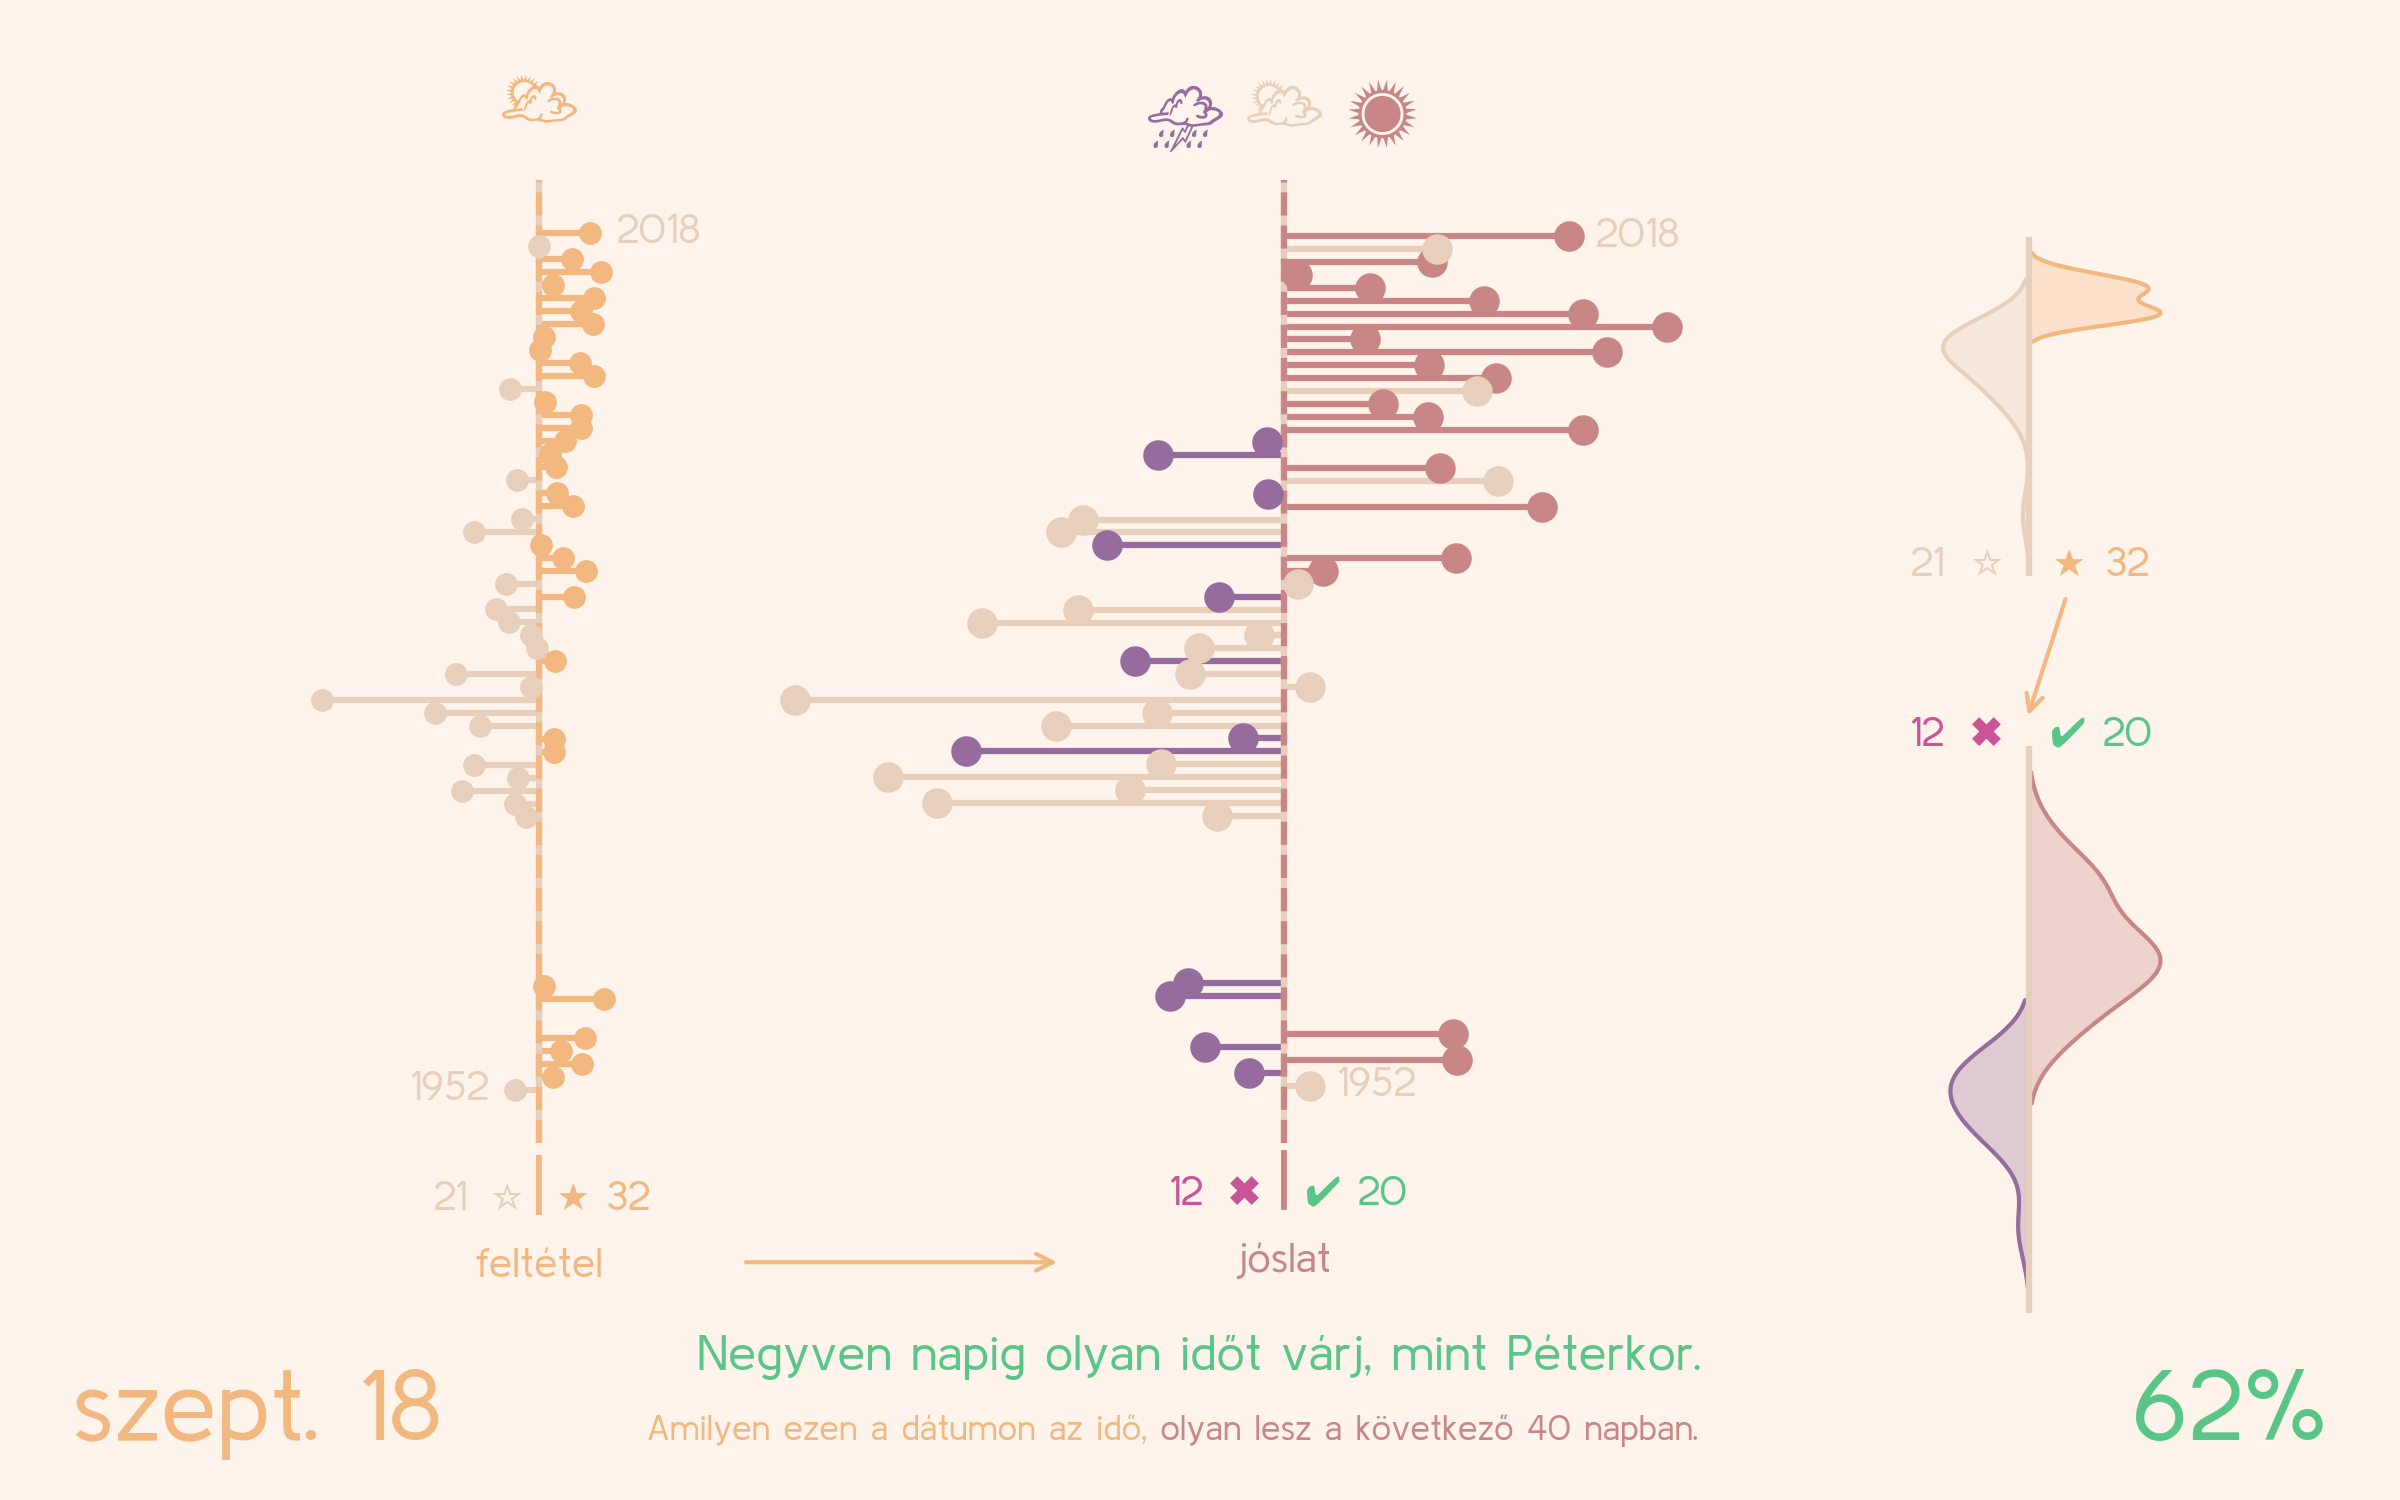 2018
2018
1952
1952
21 ☆ ★ 32
12 ✖ ✔ 20
21 ☆ ★ 32
12 ✖ ✔ 20
feltétel
jóslat
Negyven napig olyan időt várj, mint Péterkor.
szept. 18
Amilyen ezen a dátumon az idő, olyan lesz a következő 40 napban.
62%